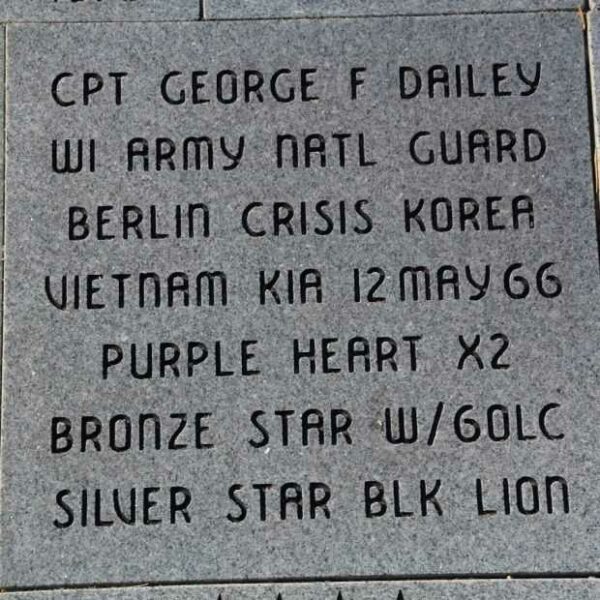 CPT GEORGE F DAILEY
WI ARMY NATL GUARD
BERLIN CRISIS KOREA
VIETNAM KIA 12 MAY 66
PURPLE HEART X2
BRONZE STAR W/6OLC
SILVER STAR BLK LION